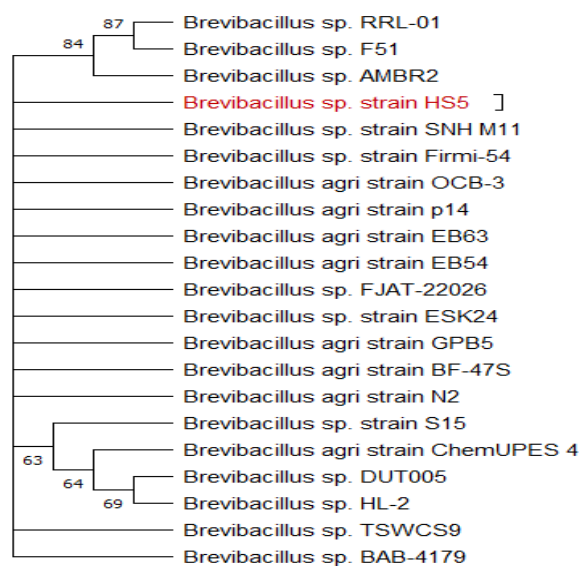 87
Brevibacillus sp. RRL-01
84
Brevibacillus sp. F51
Brevibacillus sp. AMBR2
Brevibacillus sp. strain HS5 ]
Brevibacillus sp. strain SNH M11
Brevibacillus sp. strain Firmi-54
Brevibacillus agri strain OCB-3
Brevibacillus agri strain p14
Brevibacillus agri strain EB63
Brevibacillus agri strain EB54
Brevibacillus sp. FJAT-22026
Brevibacillus sp. strain ESK24
Brevibacillus agri strain GPB5
Brevibacillus agri strain BF-47S
Brevibacillus agri strain N2
Brevibacillus sp. strain S15
63
Brevibacillus agri strain ChemUPES 4
64
Brevibacillus sp. DUT005
69
Brevibacillus sp. HL-2
Brevibacillus sp. TSWCS9
Brevibacillus sp. BAB-4179